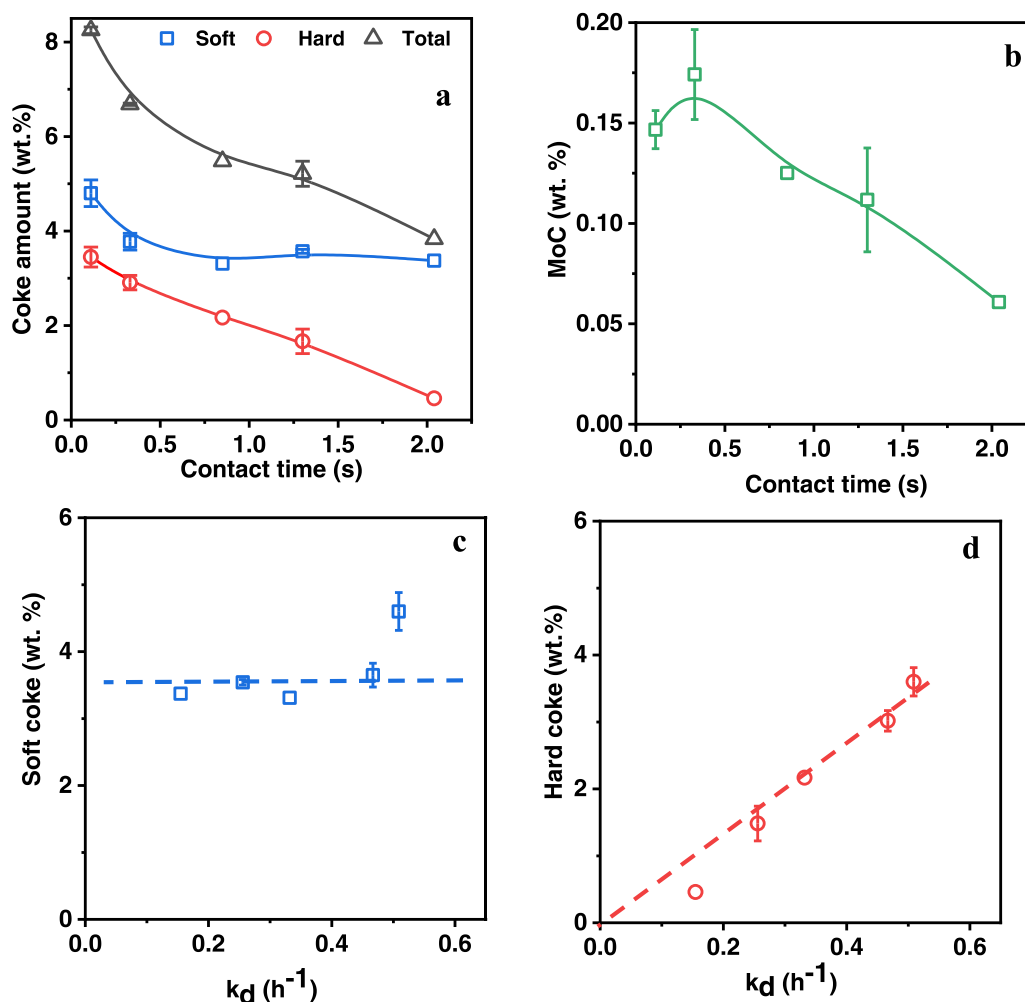 Soft Hard Total
a
8
6
4
2
0
Coke amount (wt.%)
0.0 0.5 1.0 1.5 2.0
Contact time (s)
b
0.20
0.15
0.10
0.05
0.00
MoC (wt. %)
0.0 0.5 1.0 1.5 2.0
Contact time (s)
c
6
4
2
0
Soft coke (wt. %)
0.0 0.2 0.4 0.6
kd (h-1)
d
6
4
2
0
Hard coke (wt.%)
0.0 0.2 0.4 0.6
kd (h-1)